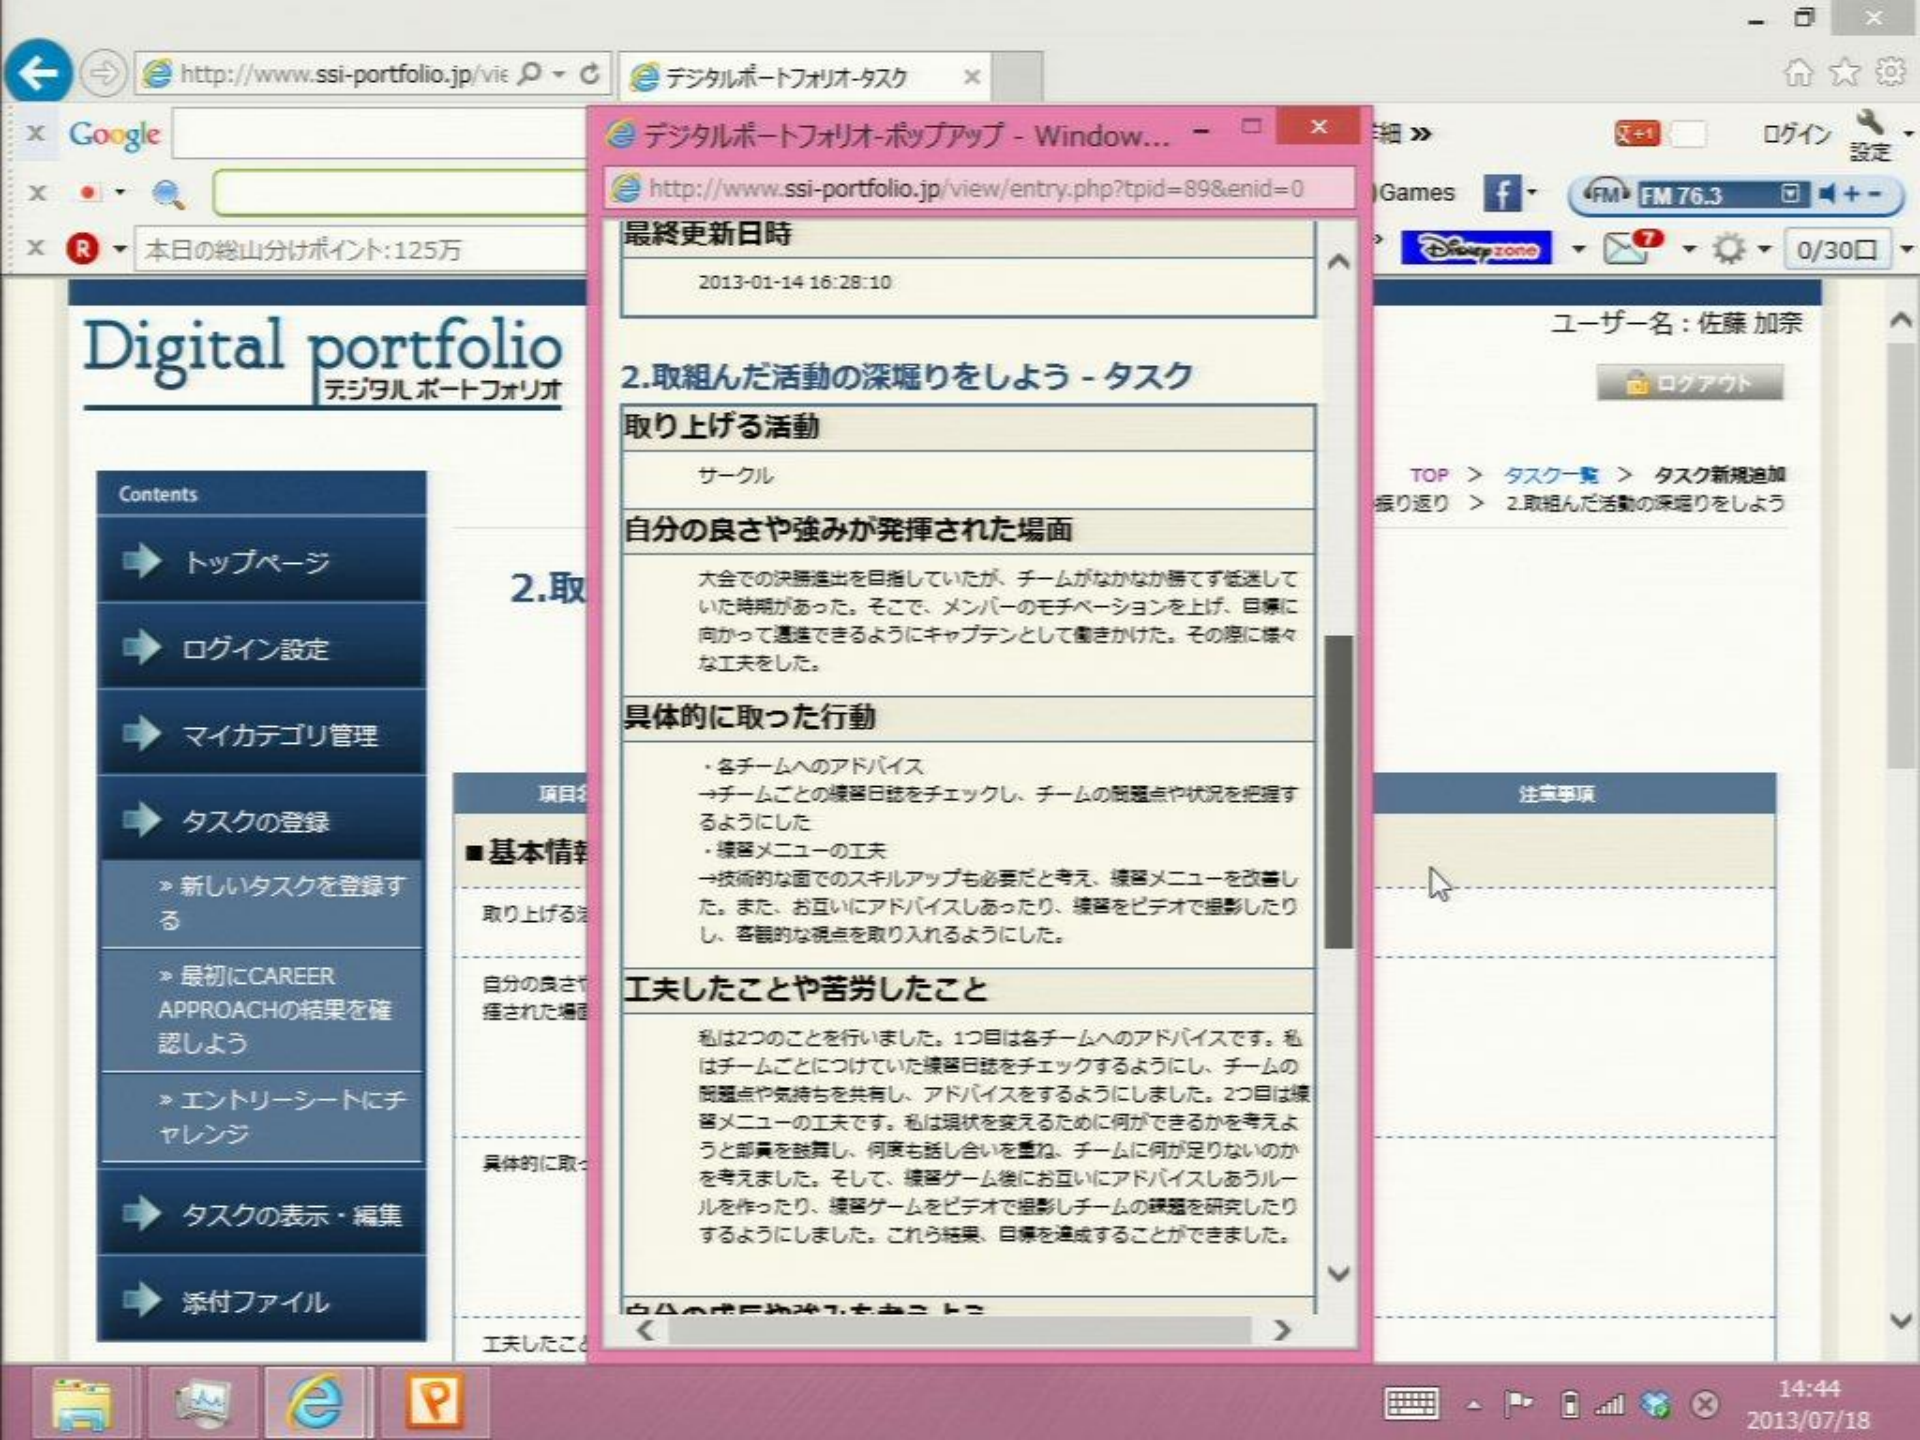 http://www.ssi-portfolio.jp/vie
デジタルポートフォリオ-タスク
Google
ログイン
設定
Games
FM
FM 76.3
本日の総山分けポイント:125万
Disney zone
7
0/30口
デジタルポートフォリオ-ポップアップ - Window...
http://www.ssi-portfolio.jp/view/entry.php?tpid=89&enid=0
最終更新日時
2013-01-14 16:28:10
2.取組んだ活動の深堀りをしよう - タスク
取り上げる活動
サークル
自分の良さや強みが発揮された場面
大会での決勝進出を目指していたが、チームがなかなか勝てず低迷して
いた時期があった。そこで、メンバーのモチベーションを上げ、目標に
向かって邁進できるようにキャプテンとして働きかけた。その際に様々
な工夫をした。
具体的に取った行動
・各チームへのアドバイス
→チームごとの練習日誌をチェックし、チームの問題点や状況を把握す
るようにした
・練習メニューの工夫
→技術的な面でのスキルアップも必要だと考え、練習メニューを改善し
た。また、お互いにアドバイスしあったり、練習をビデオで撮影したり
し、客観的な視点を取り入れるようにした。
工夫したことや苦労したこと
私は2つのことを行いました。1つ目は各チームへのアドバイスです。私
はチームごとにつけていた練習日誌をチェックするようにし、チームの
問題点や気持ちを共有し、アドバイスをするようにしました。2つ目は練
習メニューの工夫です。私は現状を変えるために何ができるかを考えよ
うと部員を鼓舞し、何度も話し合いを重ね、チームに何が足りないのか
を考えました。そして、練習ゲーム後にお互いにアドバイスしあうルー
ルを作ったり、練習ゲームをビデオで撮影しチームの課題を研究したり
するようにしました。これら結果、目標を達成することができました。
Digital portfolio
デジタルポートフォリオ
ユーザー名：佐藤 加奈
ログアウト
TOP > タスク一覧 > タスク新規追加
振り返り > 2.取組んだ活動の深堀りをしよう
Contents
トップページ
ログイン設定
マイカテゴリ管理
タスクの登録
» 新しいタスクを登録す
る
» 最初にCAREER
APPROACHの結果を確
認しよう
» エントリーシートにチ
ャレンジ
タスクの表示・編集
添付ファイル
2.取
項目
注意事項
■基本情報
取り上げる
自分の良さ
揮された場面
具体的に取っ
工夫したこと
14:44
2013/07/18